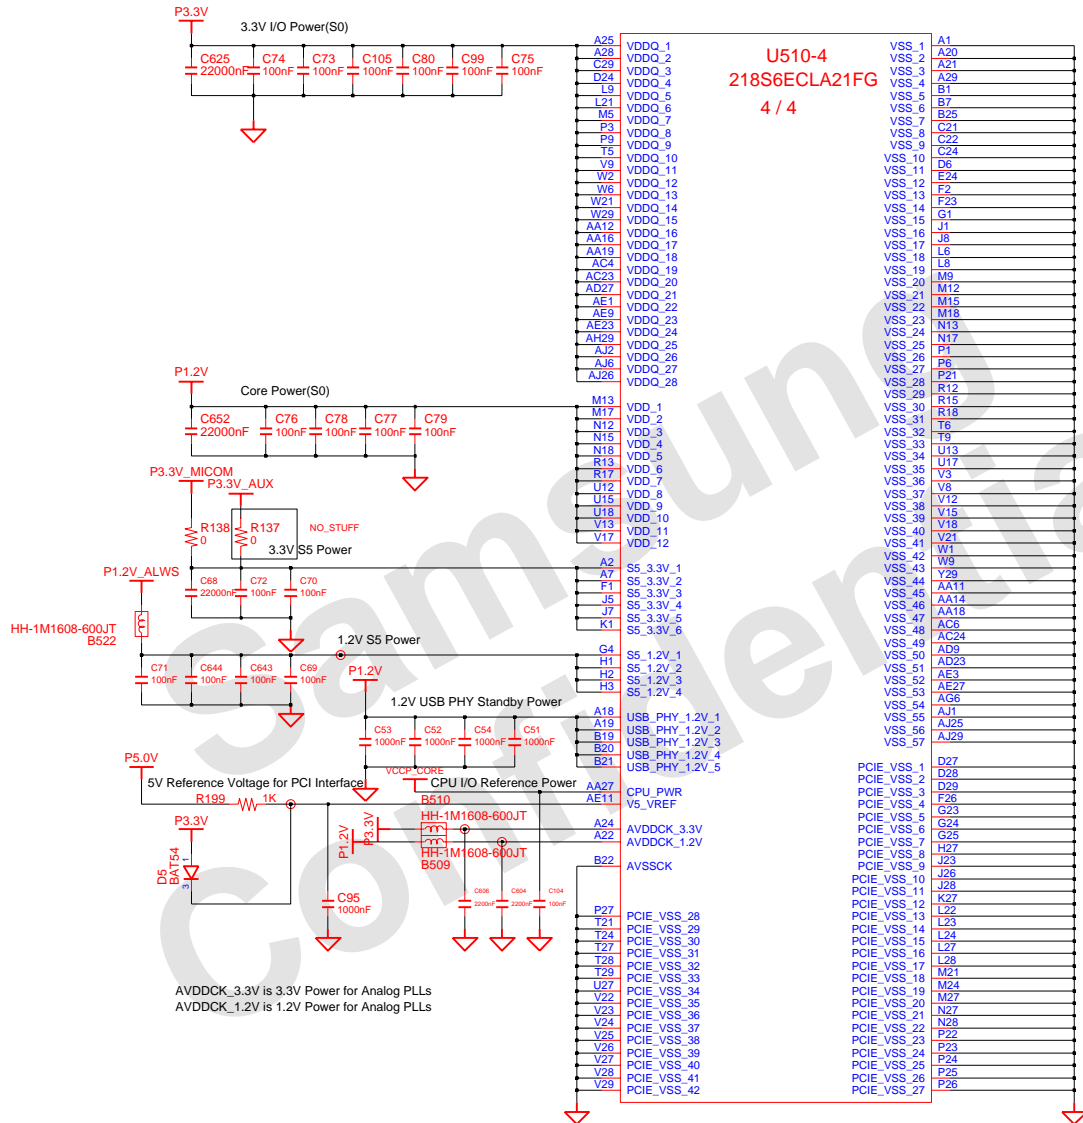 P3.3V
3.3V I/O Power(S0)
C625
22000nF
C74
100nF
C73
100nF
C105
100nF
C80
100nF
C99
100nF
C75
100nF
U510-4
218S6ECLA21FG
4 / 4
A25 VDDQ_1
A28 VDDQ_2
C29 VDDQ_3
D24 VDDQ_4
L9 VDDQ_5
L21 VDDQ_6
M5 VDDQ_7
P3 VDDQ_8
P9 VDDQ_9
T5 VDDQ_10
V9 VDDQ_11
W2 VDDQ_12
W6 VDDQ_13
W21 VDDQ_14
W29 VDDQ_15
AA12 VDDQ_16
AA16 VDDQ_17
AA19 VDDQ_18
AC4 VDDQ_19
AC23 VDDQ_20
AD27 VDDQ_21
AE1 VDDQ_22
AE9 VDDQ_23
AE23 VDDQ_24
AH29 VDDQ_25
AJ2 VDDQ_26
AJ6 VDDQ_27
AJ26 VDDQ_28
P1.2V
Core Power(S0)
C652
22000nF
C76
100nF
C78
100nF
C77
100nF
C79
100nF
M13 VDD_1
M17 VDD_2
N12 VDD_3
N15 VDD_4
N18 VDD_5
R13 VDD_6
R17 VDD_7
U12 VDD_8
U15 VDD_9
U18 VDD_10
V13 VDD_11
V17 VDD_12
P3.3V_MICOM
P3.3V_AUX
R138
0
R137
0
NO_STUFF
3.3V S5 Power
C68
22000nF
C72
100nF
C70
100nF
A2 S5_3.3V_1
A7 S5_3.3V_2
F1 S5_3.3V_3
J5 S5_3.3V_4
J7 S5_3.3V_5
K1 S5_3.3V_6
P1.2V_ALWS
HH-1M1608-600JT
B522
1.2V S5 Power
C71
100nF
C644
100nF
C643
100nF
C69
100nF
G4 S5_1.2V_1
H1 S5_1.2V_2
H2 S5_1.2V_3
H3 S5_1.2V_4
P1.2V
1.2V USB PHY Standby Power
C53
1000nF
C52
1000nF
C54
1000nF
C51
1000nF
A18 USB_PHY_1.2V_1
A19 USB_PHY_1.2V_2
B19 USB_PHY_1.2V_3
B20 USB_PHY_1.2V_4
B21 USB_PHY_1.2V_5
P5.0V
5V Reference Voltage for PCI Interface
VCCP_CORE
CPU I/O Reference Power
R199
1K
AA27 CPU_PWR
AE11 V5_VREF
B510
HH-1M1608-600JT
P3.3V
P1.2V
HH-1M1608-600JT
B509
A24 AVDDCK_3.3V
A22 AVDDCK_1.2V
B22 AVSSCK
P3.3V
D5
BAT54
1
3
C95
1000nF
C606
2200nF
C604
2200nF
C104
100nF
AVDDCK_3.3V is 3.3V Power for Analog PLLs
AVDDCK_1.2V is 1.2V Power for Analog PLLs
P27 PCIE_VSS_28
T21 PCIE_VSS_29
T24 PCIE_VSS_30
T27 PCIE_VSS_31
T28 PCIE_VSS_32
T29 PCIE_VSS_33
U27 PCIE_VSS_34
V22 PCIE_VSS_35
V23 PCIE_VSS_36
V24 PCIE_VSS_37
V25 PCIE_VSS_38
V26 PCIE_VSS_39
V27 PCIE_VSS_40
V28 PCIE_VSS_41
V29 PCIE_VSS_42
VSS_1 A1
VSS_2 A20
VSS_3 A21
VSS_4 A29
VSS_5 B1
VSS_6 B7
VSS_7 B25
VSS_8 C21
VSS_9 C22
VSS_10 C24
VSS_11 D6
VSS_12 E24
VSS_13 F2
VSS_14 F23
VSS_15 G1
VSS_16 J1
VSS_17 J8
VSS_18 L6
VSS_19 L8
VSS_20 M9
VSS_21 M12
VSS_22 M15
VSS_23 M18
VSS_24 N13
VSS_25 N17
VSS_26 P1
VSS_27 P6
VSS_28 P21
VSS_29 R12
VSS_30 R15
VSS_31 R18
VSS_32 T6
VSS_33 T9
VSS_34 U13
VSS_35 U17
VSS_36 V3
VSS_37 V8
VSS_38 V12
VSS_39 V15
VSS_40 V18
VSS_41 V21
VSS_42 W1
VSS_43 W9
VSS_44 Y29
VSS_45 AA11
VSS_46 AA14
VSS_47 AA18
VSS_48 AC6
VSS_49 AC24
VSS_50 AD9
VSS_51 AD23
VSS_52 AE3
VSS_53 AE27
VSS_54 AG6
VSS_55 AJ1
VSS_56 AJ25
VSS_57 AJ29
PCIE_VSS_1 D27
PCIE_VSS_2 D28
PCIE_VSS_3 D29
PCIE_VSS_4 F26
PCIE_VSS_5 G23
PCIE_VSS_6 G24
PCIE_VSS_7 G25
PCIE_VSS_8 H27
PCIE_VSS_9 J23
PCIE_VSS_10 J26
PCIE_VSS_11 J28
PCIE_VSS_12 K27
PCIE_VSS_13 L22
PCIE_VSS_14 L23
PCIE_VSS_15 L24
PCIE_VSS_16 L27
PCIE_VSS_17 L28
PCIE_VSS_18 M21
PCIE_VSS_19 M24
PCIE_VSS_20 M27
PCIE_VSS_21 N27
PCIE_VSS_22 N28
PCIE_VSS_23 P22
PCIE_VSS_24 P23
PCIE_VSS_25 P24
PCIE_VSS_26 P25
PCIE_VSS_27 P26
Samsung
Confidentia